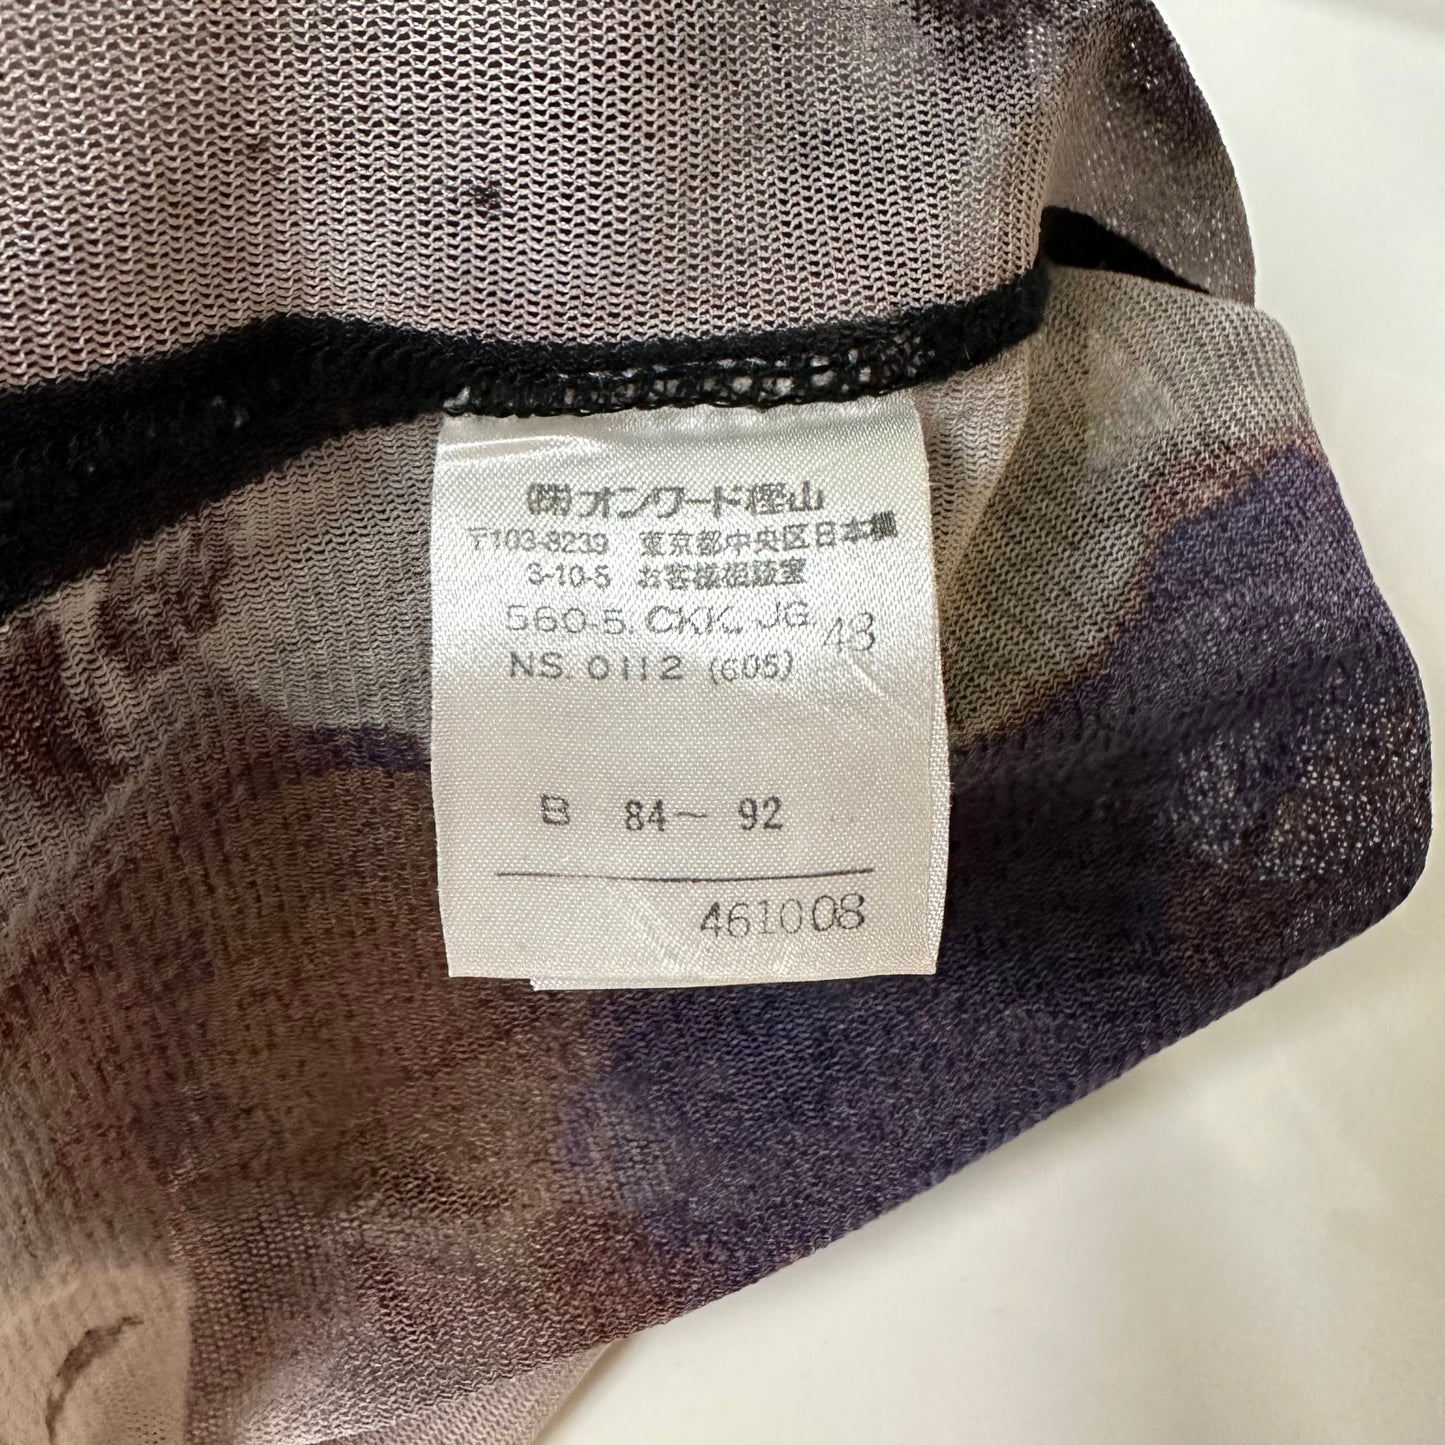 (株)オンワード樫山
〒103-8239 東京都中央区日本橋
3-10-5 お客様相談室
560-5. CKK. JG. 43
NS. 0112 (605)
B 84～ 92
461008